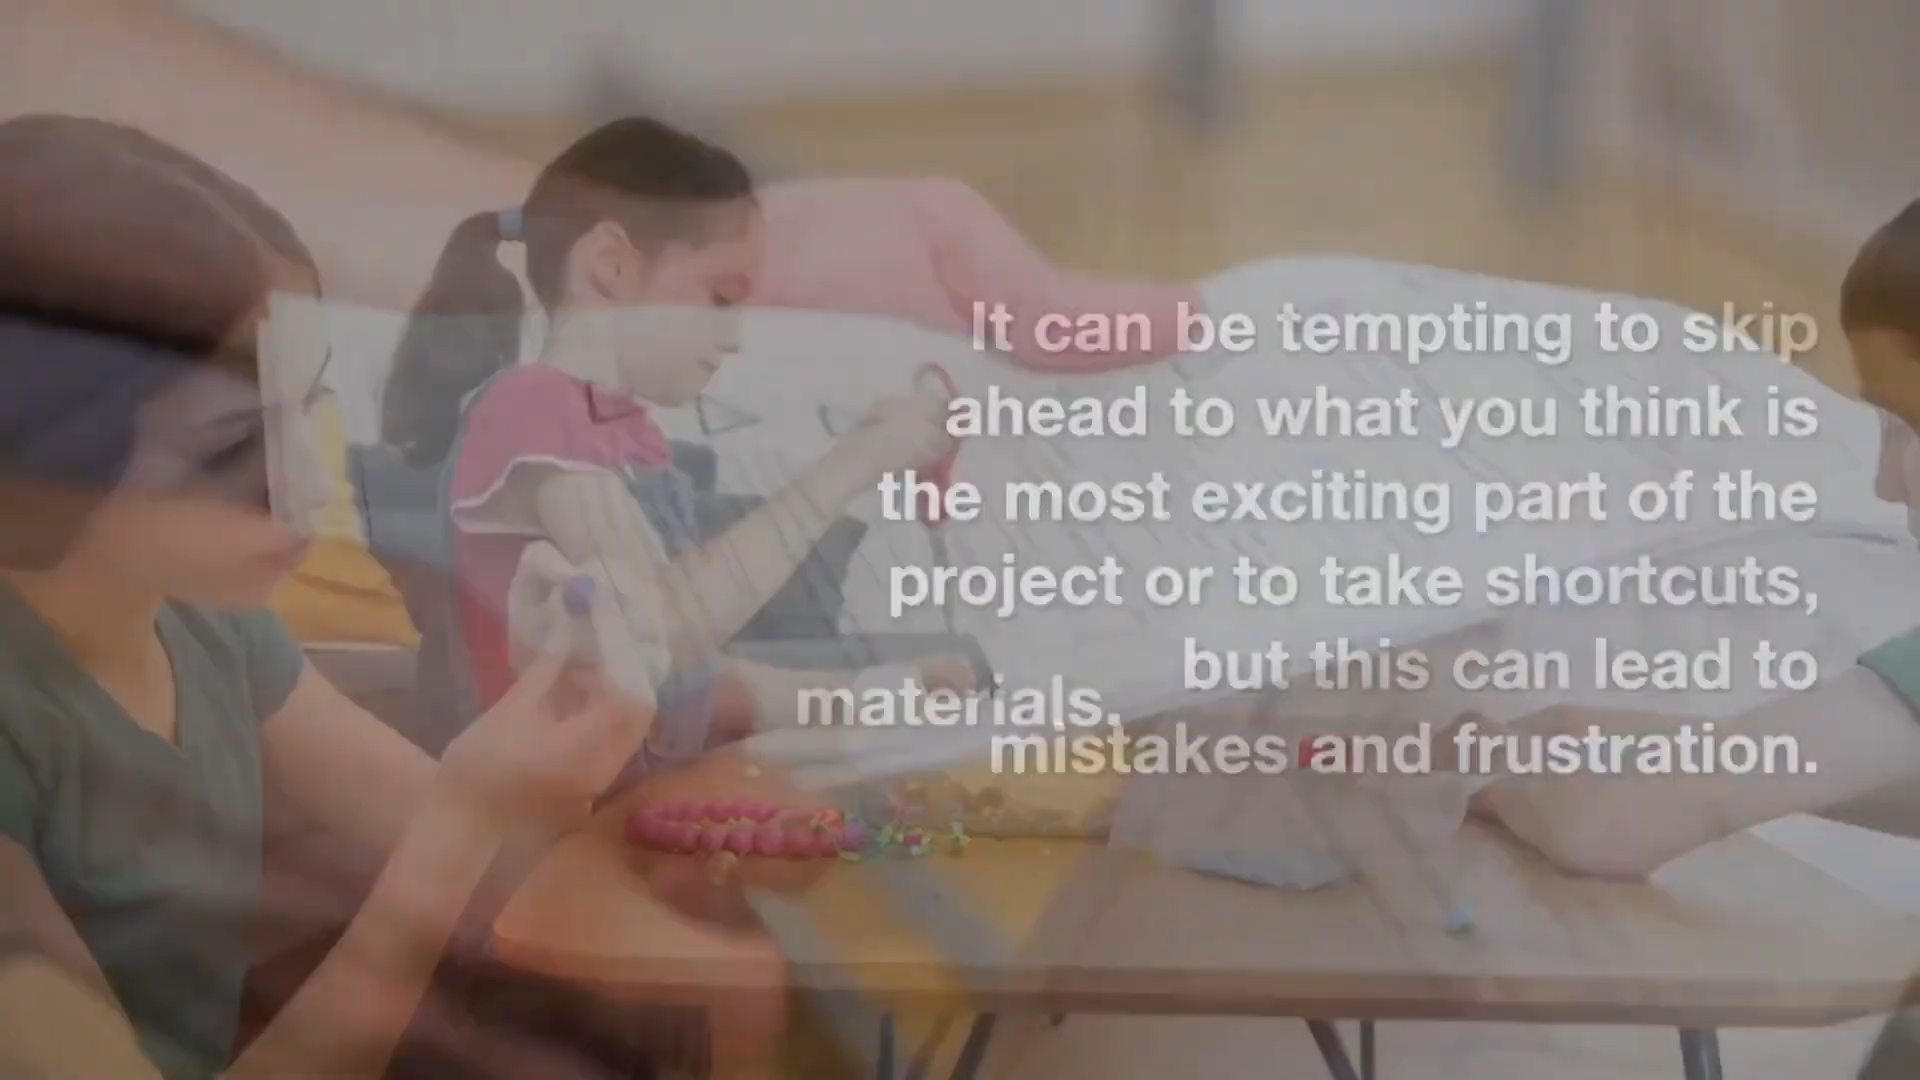 It can be tempting to skip
ahead to what you think is
the most exciting part of the
project or to take shortcuts,
but this can lead to
materials.
mistakes and frustration.